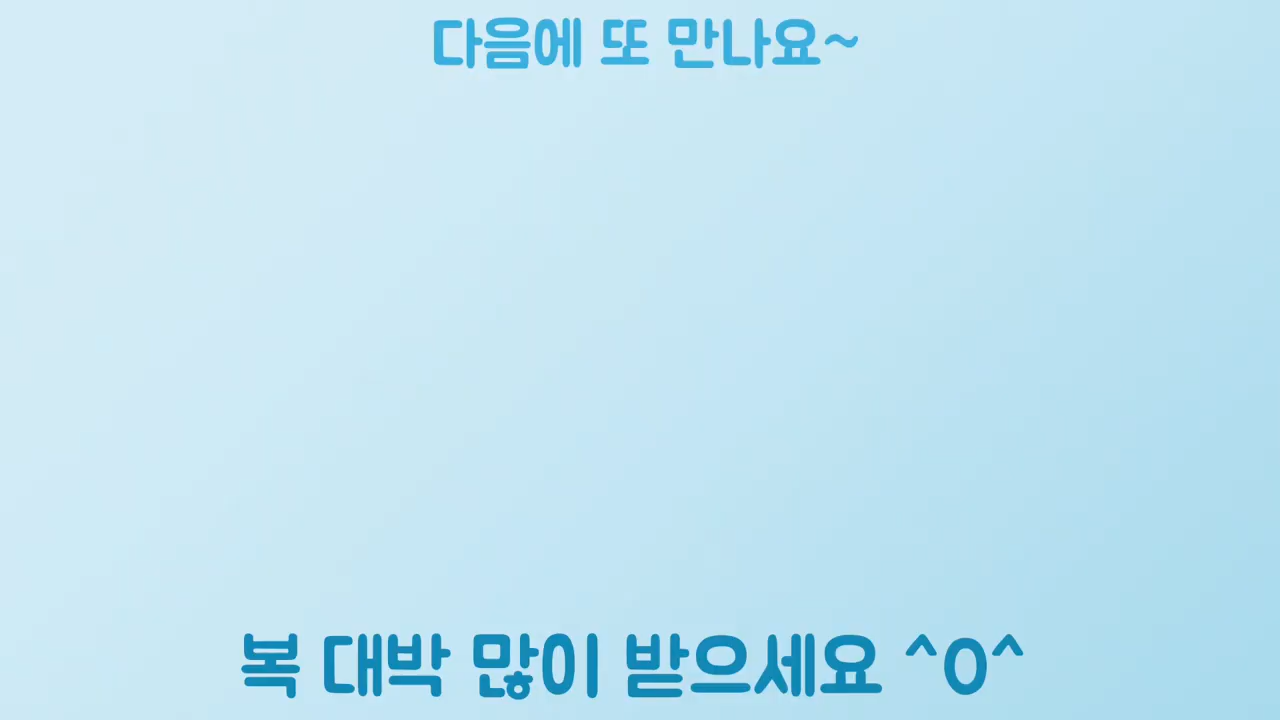 다음에 또 만나요~
복 대박 많이 받으세요 ^0^